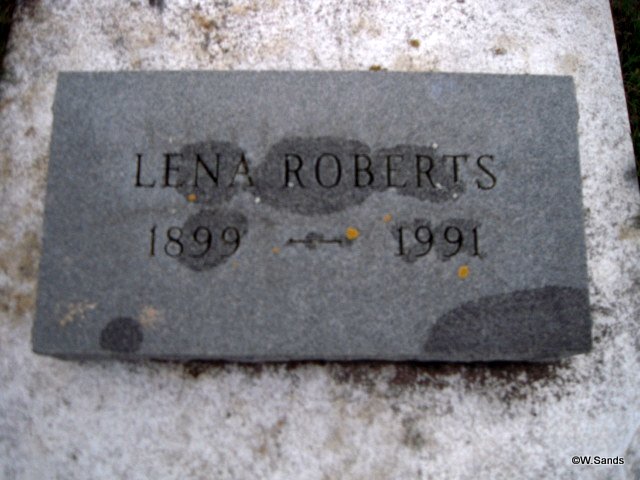 LENA ROBERTS
1899 — 1991
©W.Sands